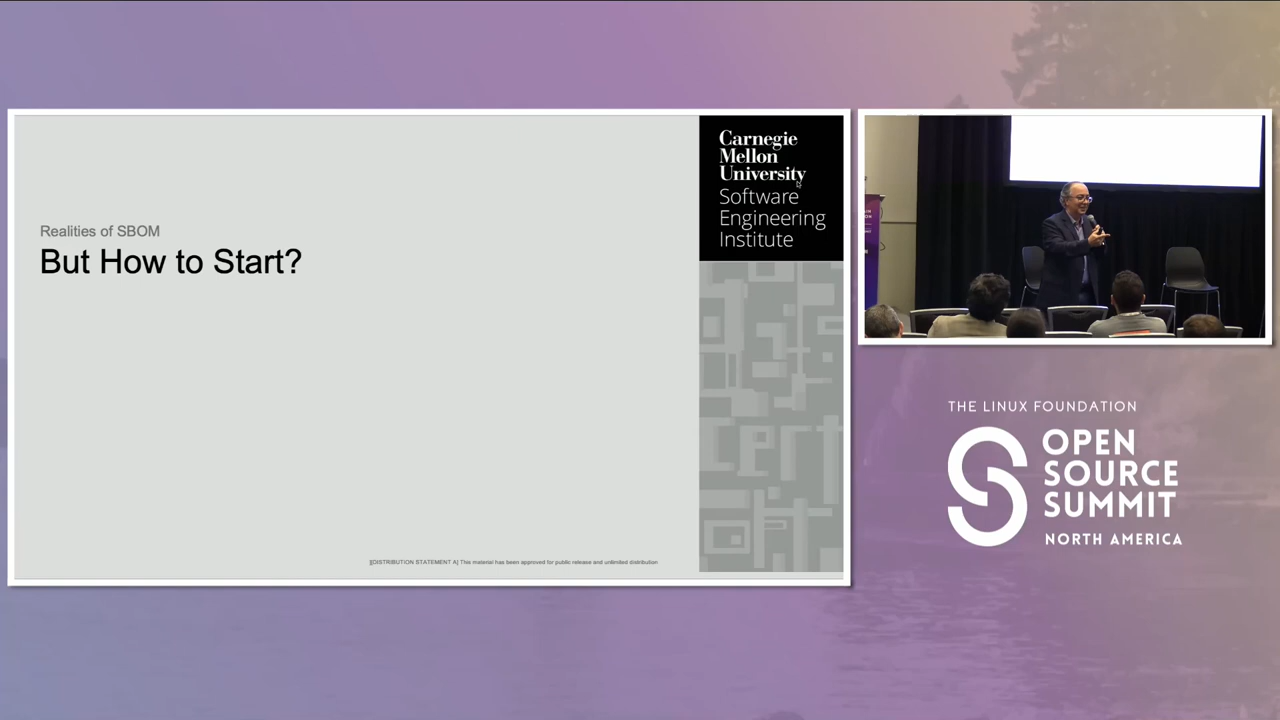 Realities of SBOM
But How to Start?
[[DISTRIBUTION STATEMENT A] This material has been approved for public release and unlimited distribution
Carnegie
Mellon
University
Software
Engineering
Institute
cert
THE LINUX FOUNDATION
OPEN
SOURCE
SUMMIT
NORTH AMERICA